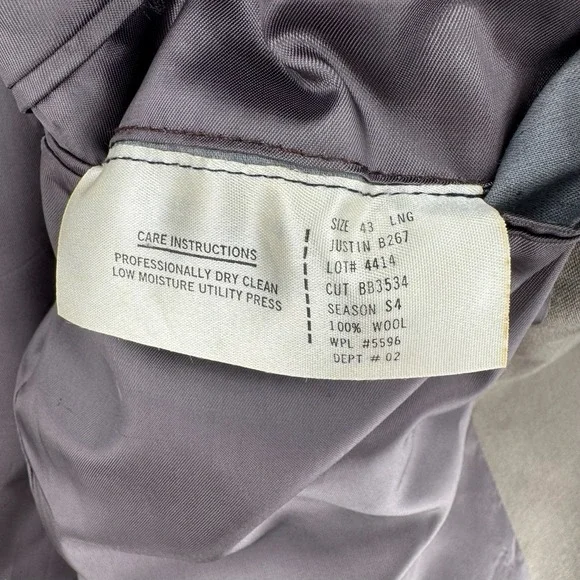 CARE INSTRUCTIONS
PROFESSIONALLY DRY CLEAN
LOW MOISTURE UTILITY PRESS
SIZE 43 LNG
JUSTIN B267
LOT# 4414
CUT BB3534
SEASON S4
100% WOOL
WPL #5596
DEPT # 02